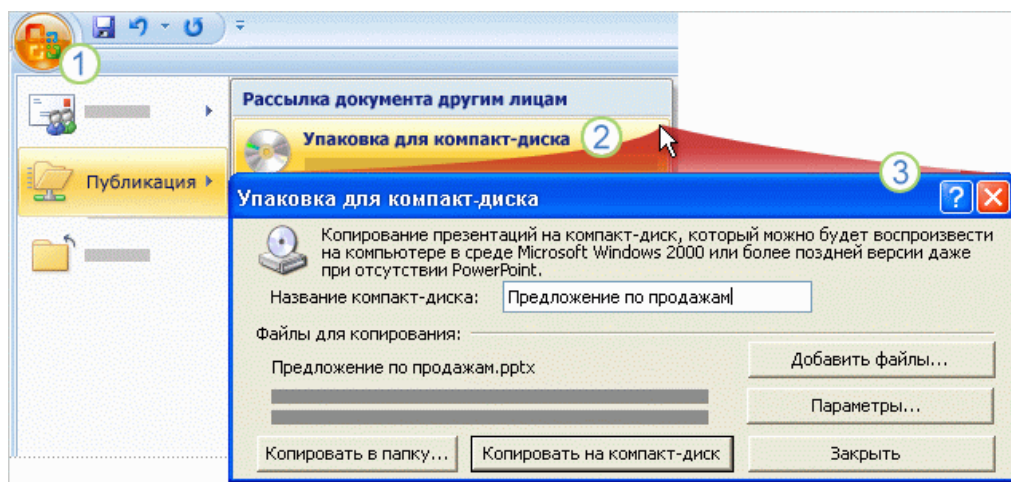 1
Рассылка документа другим лицам
Упаковка для компакт-диска
2
3
Публикация
Упаковка для компакт-диска
?
Копирование презентаций на компакт-диск, который можно будет воспроизвести
на компьютере в среде Microsoft Windows 2000 или более поздней версии даже
при отсутствии PowerPoint.
Название компакт-диска:
Предложение по продажам
Файлы для копирования:
Предложение по продажам.pptx
Добавить файлы...
Параметры...
Копировать в папку...
Копировать на компакт-диск
Закрыть